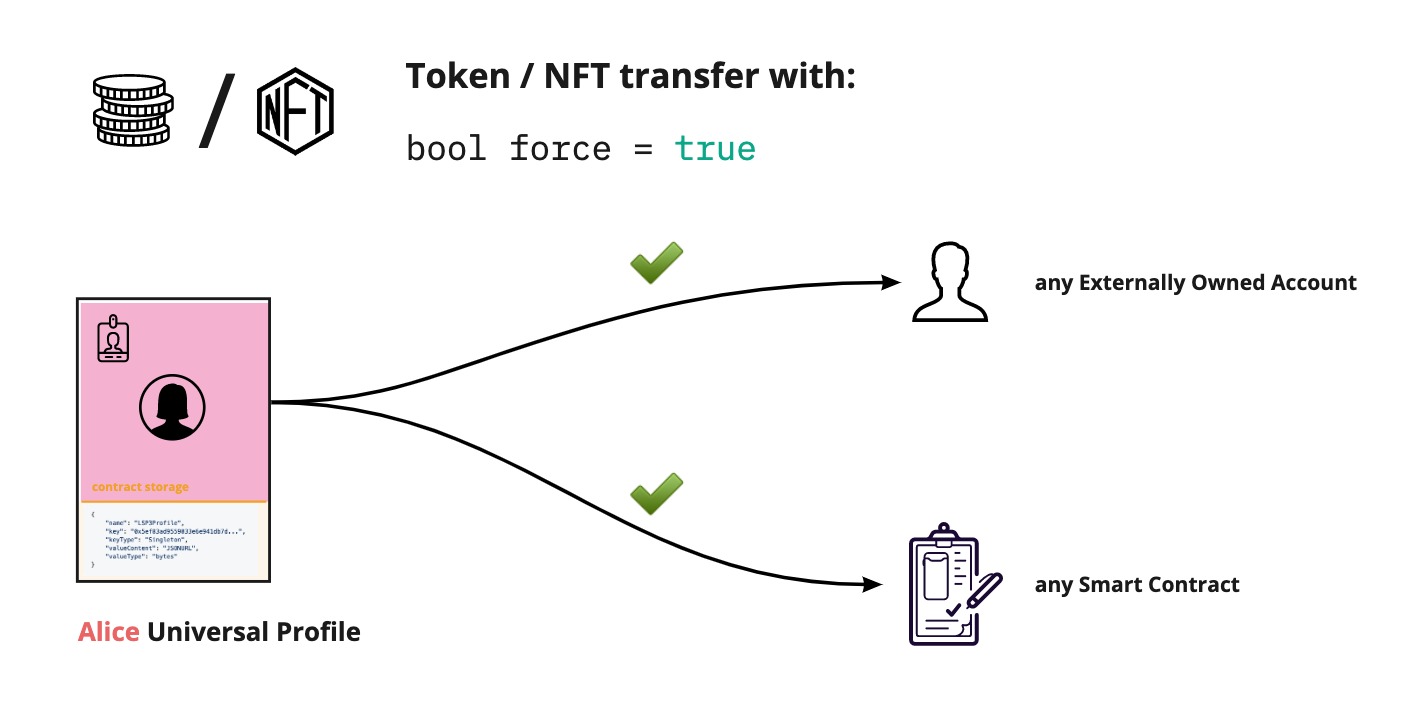 /
NFT
Token / NFT transfer with:
bool force = true
any Externally Owned Account
contract storage
{
"name": "LSP3Profile",
"key": "0x5ef83ad9559033e6e941db7d...",
"keyType": "Singleton",
"valueContent": "JSONURL",
"valueType": "bytes"
}
any Smart Contract
Alice Universal Profile